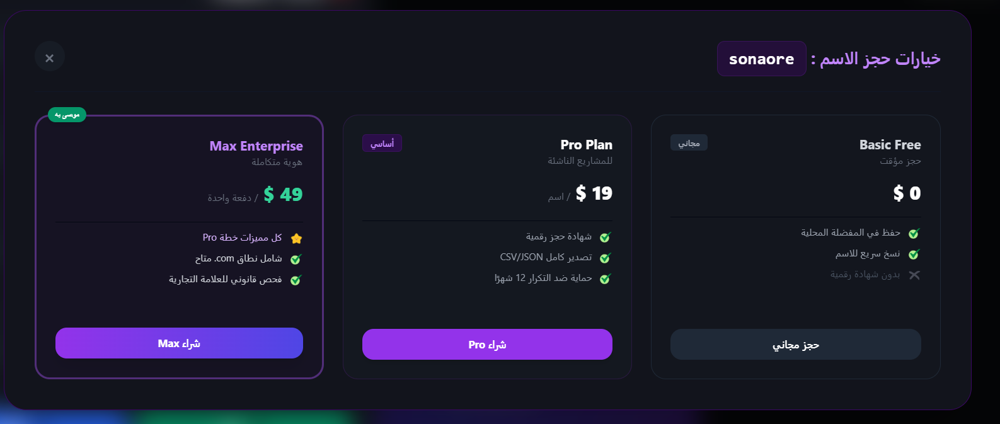 خيارات حجز الاسم : sonaore
×
Basic Free
مجاني
حجز مؤقت
$ 0
حفظ في المفضلة المحلية
نسخ سريع للاسم
بدون شهادة رقمية
حجز مجاني
Pro Plan
أساسي
للمشاريع الناشئة
$ 19 / اسم
شهادة حجز رقمية
تصدير كامل CSV/JSON
حماية ضد التكرار 12 شهرًا
شراء Pro
موصى به
Max Enterprise
هوية متكاملة
$ 49 / دفعة واحدة
كل مميزات خطة Pro
شامل نطاق .com متاح
فحص قانوني للعلامة التجارية
شراء Max